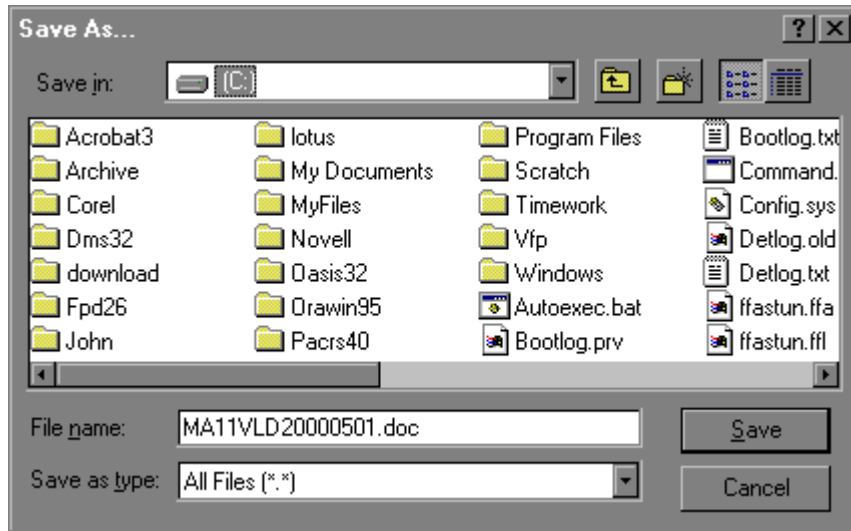 Save As...
Save in: (C:)
Acrobat3
Archive
Corel
Dms32
download
Fpd26
John
lotus
My Documents
MyFiles
Novell
Oasis32
Orawin95
Pacrs40
Program Files
Scratch
Timework
Vfp
Windows
Autoexec.bat
Bootlog.prv
Bootlog.txt
Command.
Config.sys
Detlog.old
Detlog.txt
ffastun.ffa
ffastun.ffl
File name: MA11VLD20000501.doc Save
Save as type: All Files (*.*) Cancel